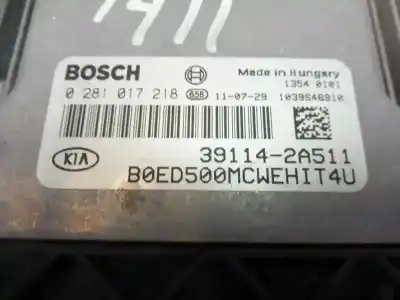 1411
BOSCH
Made in Hungary
1354 0101
0 281 017 218 656 11-07-29 1039S46910
39114-2A511
KIA
B0ED500MCWEHIT4U